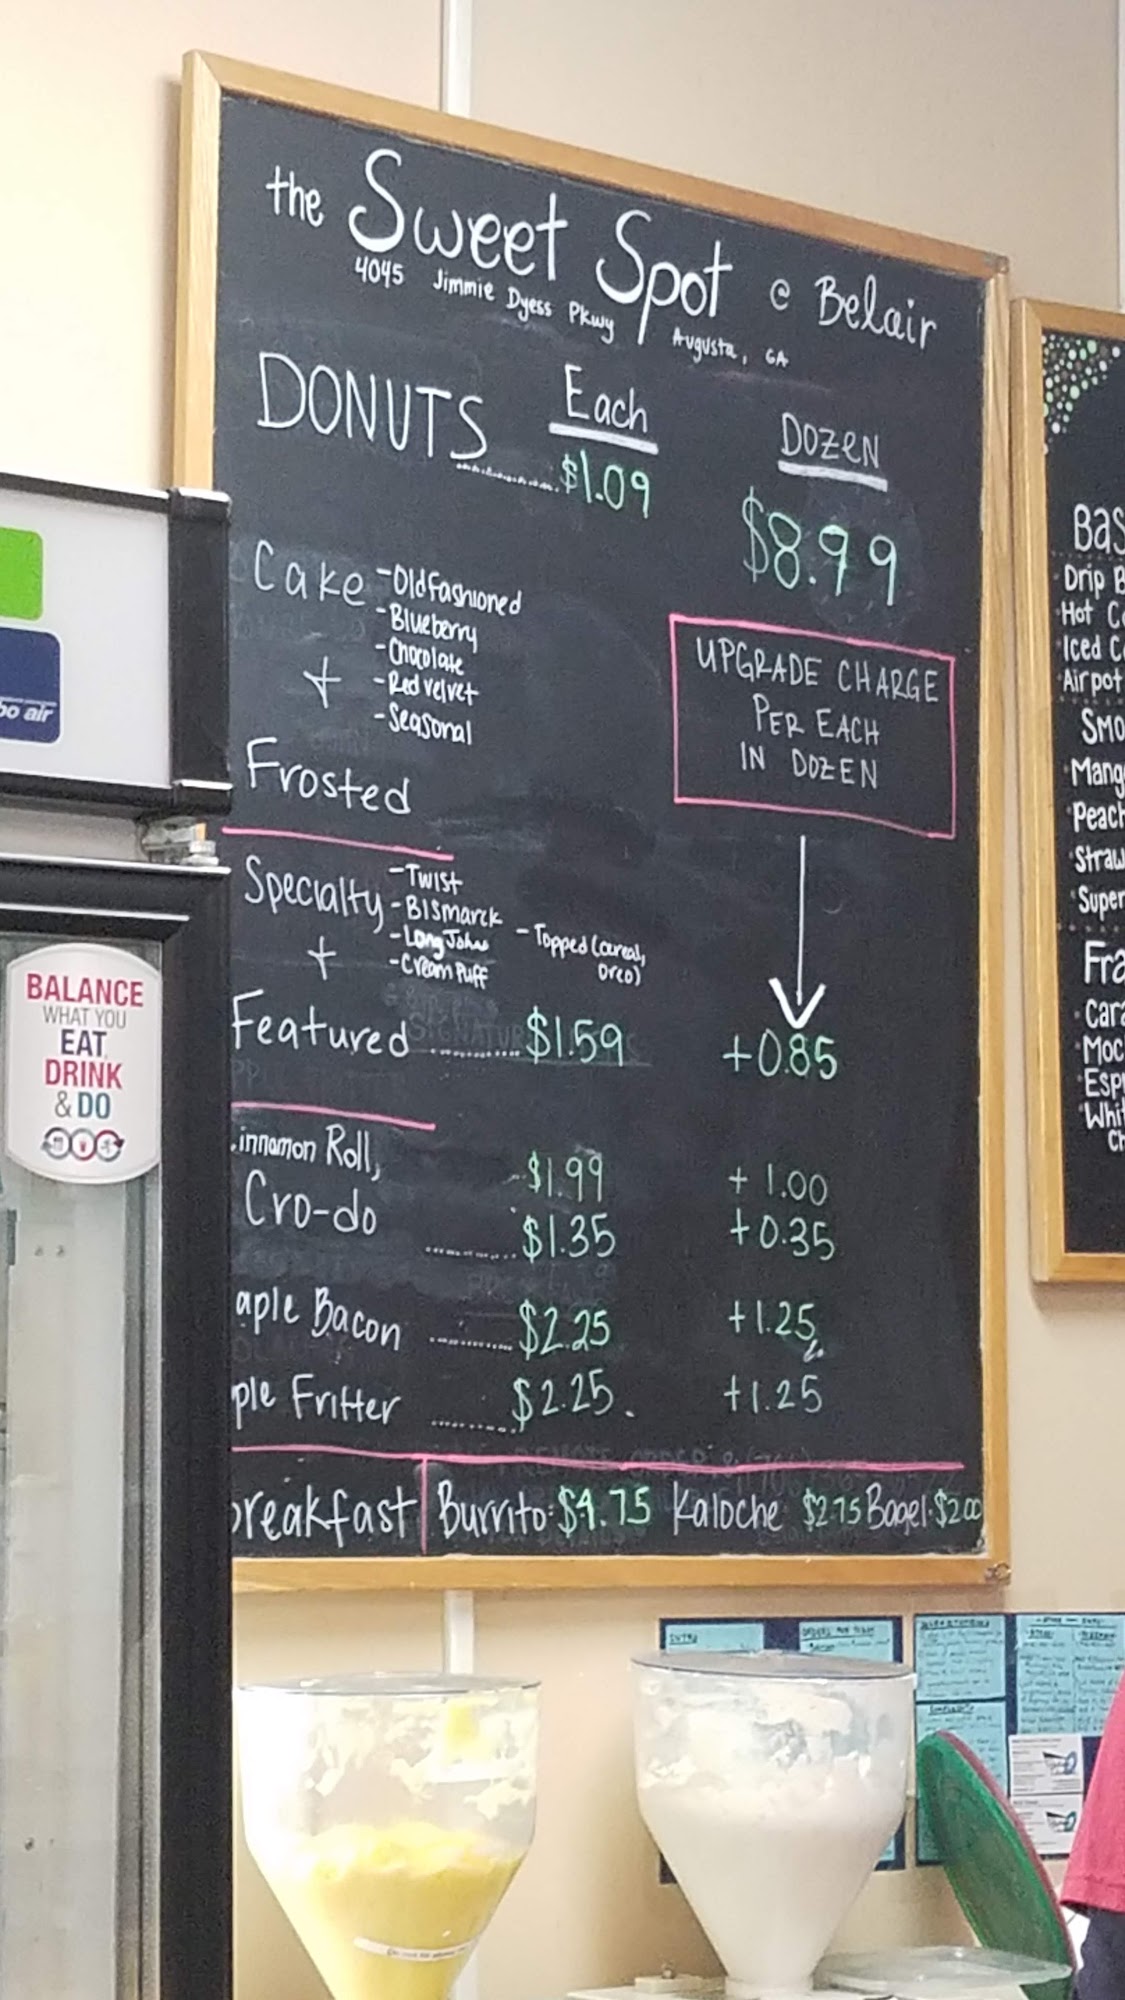 the Sweet Spot @ Belair
4045 Jimmie Dyess Pkwy Augusta, GA
DONUTS Each DOZEN
$1.09 $8.99
Cake
+
Frosted
-Old Fashioned
-Blueberry
-Chocolate
-Red velvet
-Seasonal
UPGRADE CHARGE
PER EACH
IN DOZEN
Specialty
+
-Twist
-Bismarck
-Long Johns
-Cream Puff
-Topped (cereal,
oreo)
Featured ......... $1.59 +0.85
innamon Roll, $1.99 +1.00
Cro-do ......... $1.35 +0.35
aple Bacon ......... $2.25 +1.25
ple Fritter ......... $2.25 +1.25
reakfast Burrito: $4.75 Kaloche $2.75 Bagel $2.00
bo air
BALANCE
WHAT YOU
EAT,
DRINK
& DO
Bas
Drip B
Hot C
Iced C
Airpot
Smo
Mang
Peach
Straw
Super
Fra
Cara
Moc
Esp
Whi
Ch